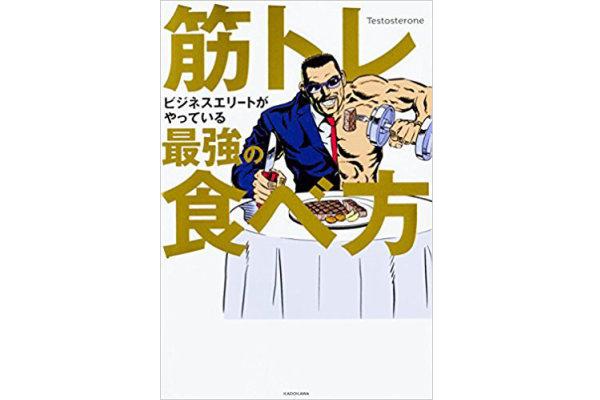 Testosterone
筋トレ
ビジネスエリートが
やっている
最強の
食べ方
KADOKAWA